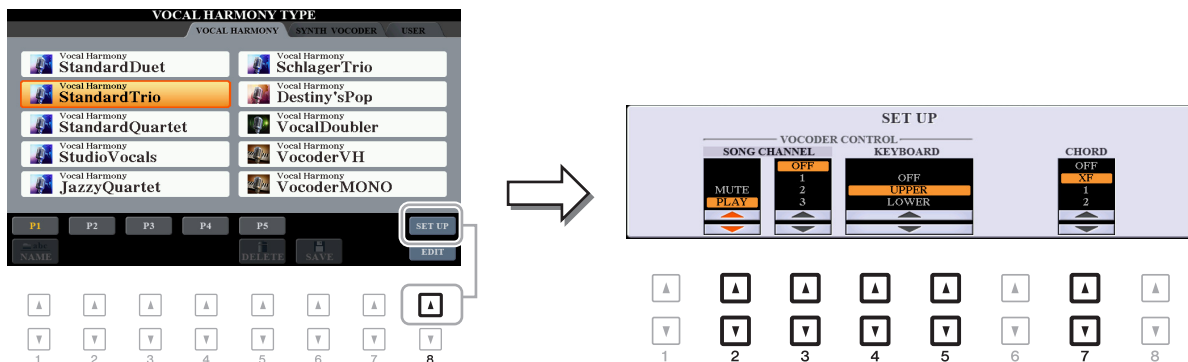 VOCAL HARMONY TYPE
VOCAL HARMONY SYNTH VOCODER USER
Vocal Harmony
StandardDuet
Vocal Harmony
SchlagerTrio
Vocal Harmony
StandardTrio
Vocal Harmony
Destiny'sPop
Vocal Harmony
StandardQuartet
Vocal Harmony
VocalDoubler
Vocal Harmony
StudioVocals
Vocal Harmony
VocoderVH
Vocal Harmony
JazzyQuartet
Vocal Harmony
VocoderMONO
P1 P2 P3 P4 P5 SET UP
abc
NAME DELETE SAVE EDIT
1 2 3 4 5 6 7 8
SET UP
VOCODER CONTROL
SONG CHANNEL KEYBOARD CHORD
MUTE
PLAY
OFF
1
2
3
OFF
UPPER
LOWER
OFF
XF
1
2
1 2 3 4 5 6 7 8